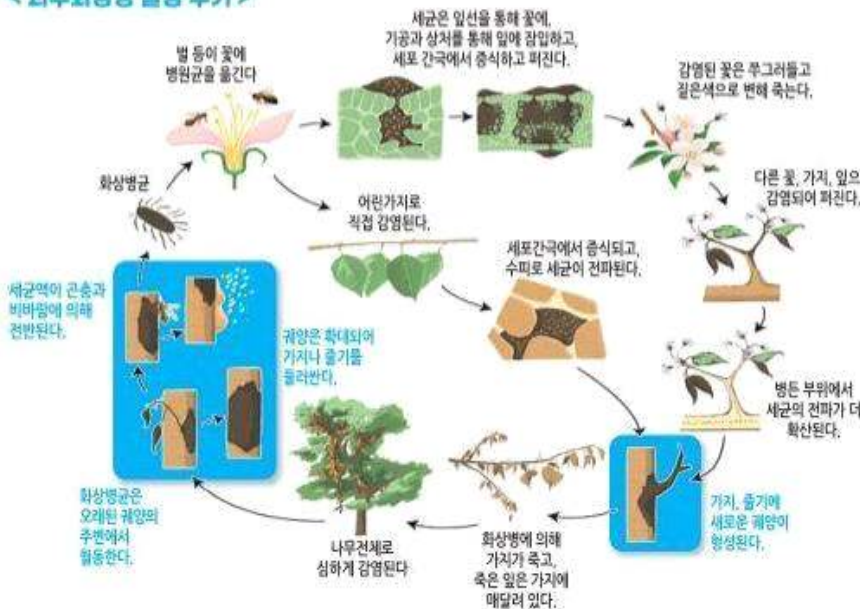 벌 등이 꽃에
병원균을 옮긴다
세균은 잎선을 통해 꽃에,
기공과 상처를 통해 잎에 잠입하고,
세포 간극에서 증식하고 퍼진다.
감염된 꽃은 쭈그러들고
짙은색으로 변해 죽는다.
다른 꽃, 가지, 잎으
감염되어 퍼진다.
병든 부위에서
세균의 전파가 더
확산된다.
화상병균
어린가지로
직접 감염된다.
세포간극에서 증식되고,
수피로 세균이 전파된다.
가지, 줄기에
새로운 궤양이
형성된다.
화상병에 의해
가지가 죽고,
죽은 잎은 가지에
매달려 있다.
나무전체로
심하게 감염된다
화상병균은
오래된 궤양의
주변에서
월동한다.
궤양은 확대되어
가지나 줄기를
둘러싼다.
세균액이 곤충과
비바람에 의해
전반된다.